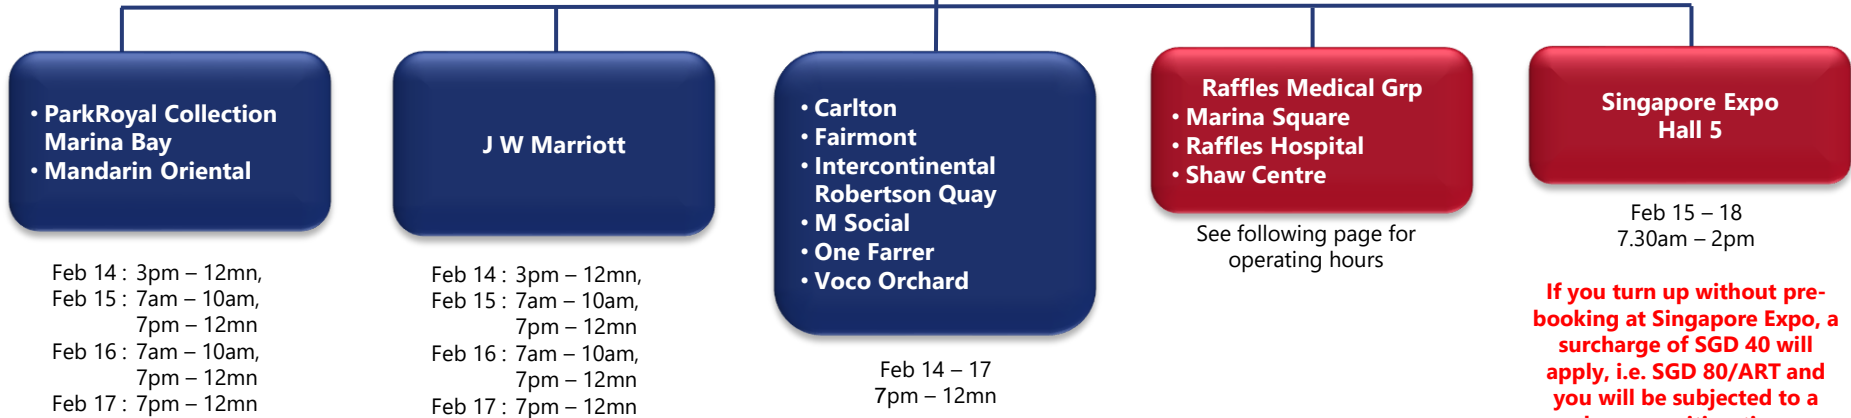 • ParkRoyal Collection
Marina Bay
• Mandarin Oriental
Feb 14 : 3pm – 12mn,
Feb 15 : 7am – 10am,
7pm – 12mn
Feb 16 : 7am – 10am,
7pm – 12mn
Feb 17 : 7pm – 12mn
J W Marriott
Feb 14 : 3pm – 12mn,
Feb 15 : 7am – 10am,
7pm – 12mn
Feb 16 : 7am – 10am,
7pm – 12mn
Feb 17 : 7pm – 12mn
• Carlton
• Fairmont
• Intercontinental
Robertson Quay
• M Social
• One Farrer
• Voco Orchard
Feb 14 – 17
7pm – 12mn
Raffles Medical Grp
• Marina Square
• Raffles Hospital
• Shaw Centre
See following page for
operating hours
Singapore Expo
Hall 5
Feb 15 – 18
7.30am – 2pm
If you turn up without pre-
booking at Singapore Expo, a
surcharge of SGD 40 will
apply, i.e. SGD 80/ART and
you will be subjected to a